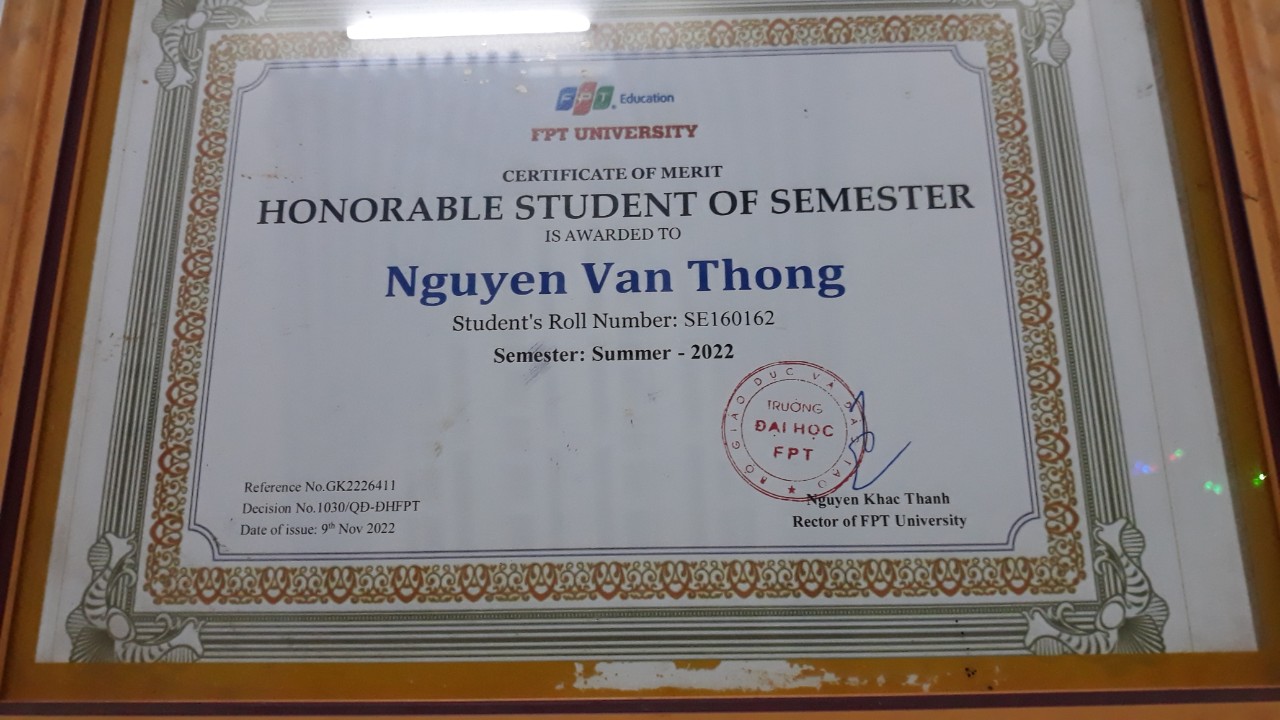 FPT Education
FPT UNIVERSITY
CERTIFICATE OF MERIT
HONORABLE STUDENT OF SEMESTER
IS AWARDED TO
Nguyen Van Thong
Student's Roll Number: SE160162
Semester: Summer - 2022
BỘ GIÁO DỤC VÀ ĐÀO TẠO
TRƯỜNG
ĐẠI HỌC
FPT
Reference No.GK2226411
Decision No.1030/QĐ-ĐHFPT
Date of issue: 9th Nov 2022
Nguyen Khac Thanh
Rector of FPT University